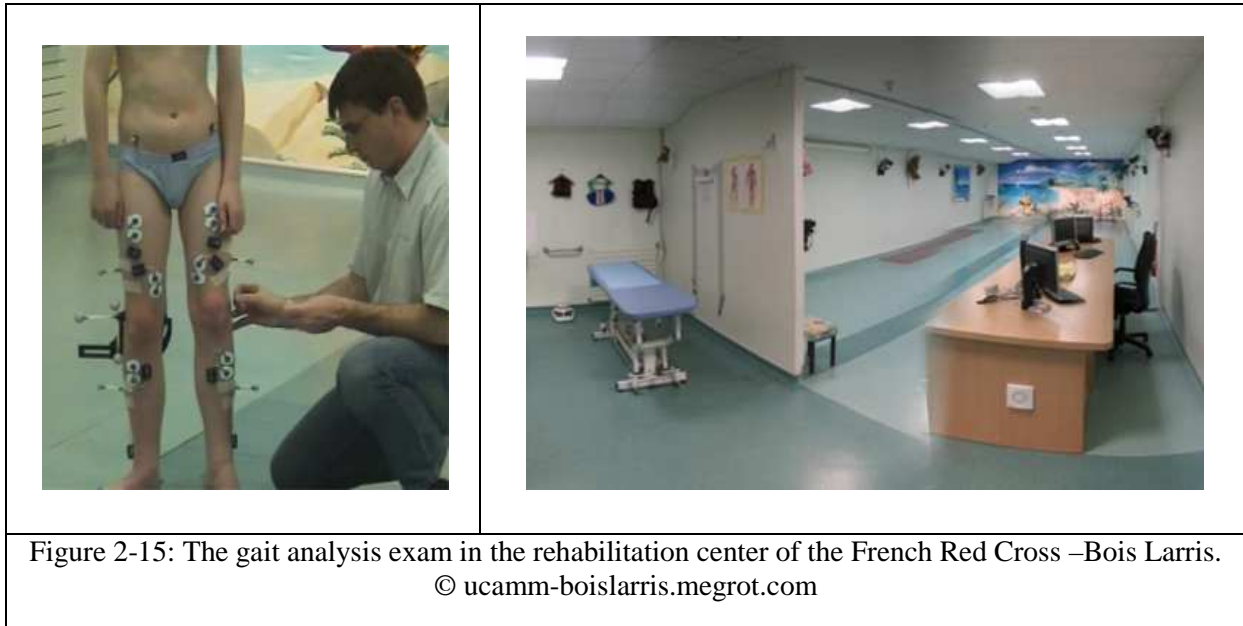 Figure 2-15: The gait analysis exam in the rehabilitation center of the French Red Cross –Bois Larris.
© ucamm-boislarris.megrot.com